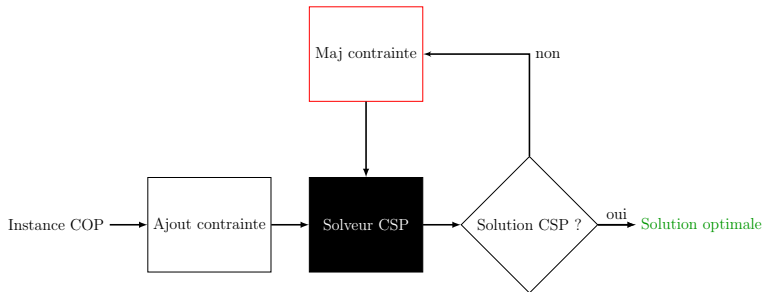 Maj contrainte
non
Instance COP
Ajout contrainte
Solveur CSP
Solution CSP ?
oui
Solution optimale